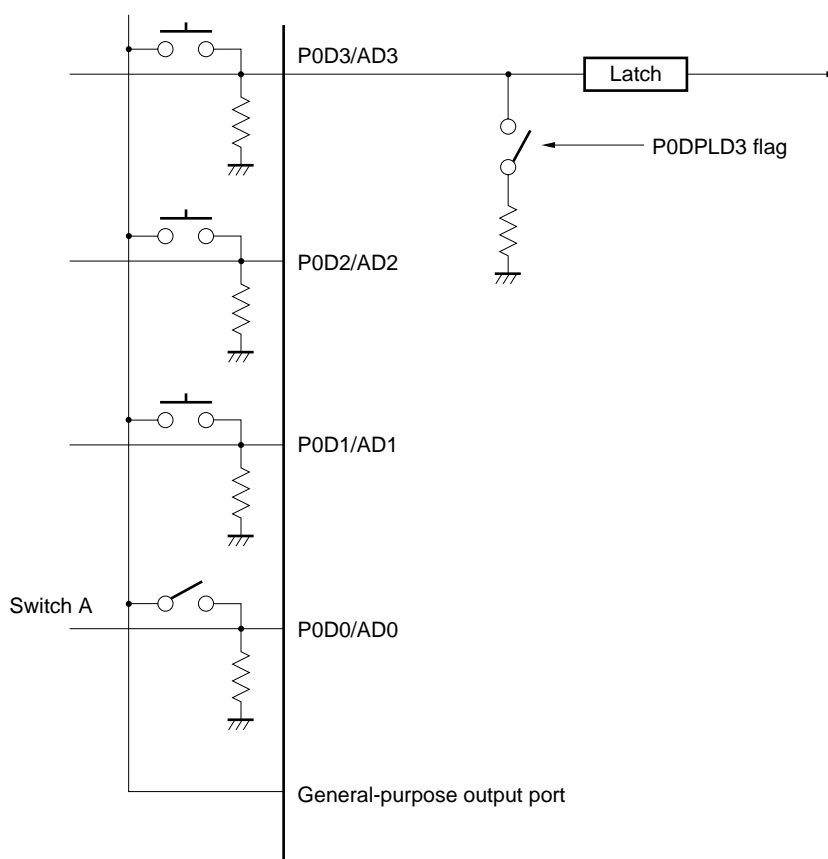 P0D3/AD3
Latch
P0DPLD3 flag
P0D2/AD2
P0D1/AD1
Switch A
P0D0/AD0
General-purpose output port